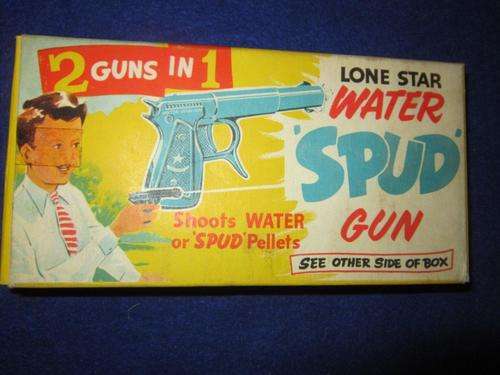 2 GUNS IN 1
LONE STAR
WATER
'SPUD'
GUN
Shoots WATER
or 'SPUD' Pellets
SEE OTHER SIDE OF BOX